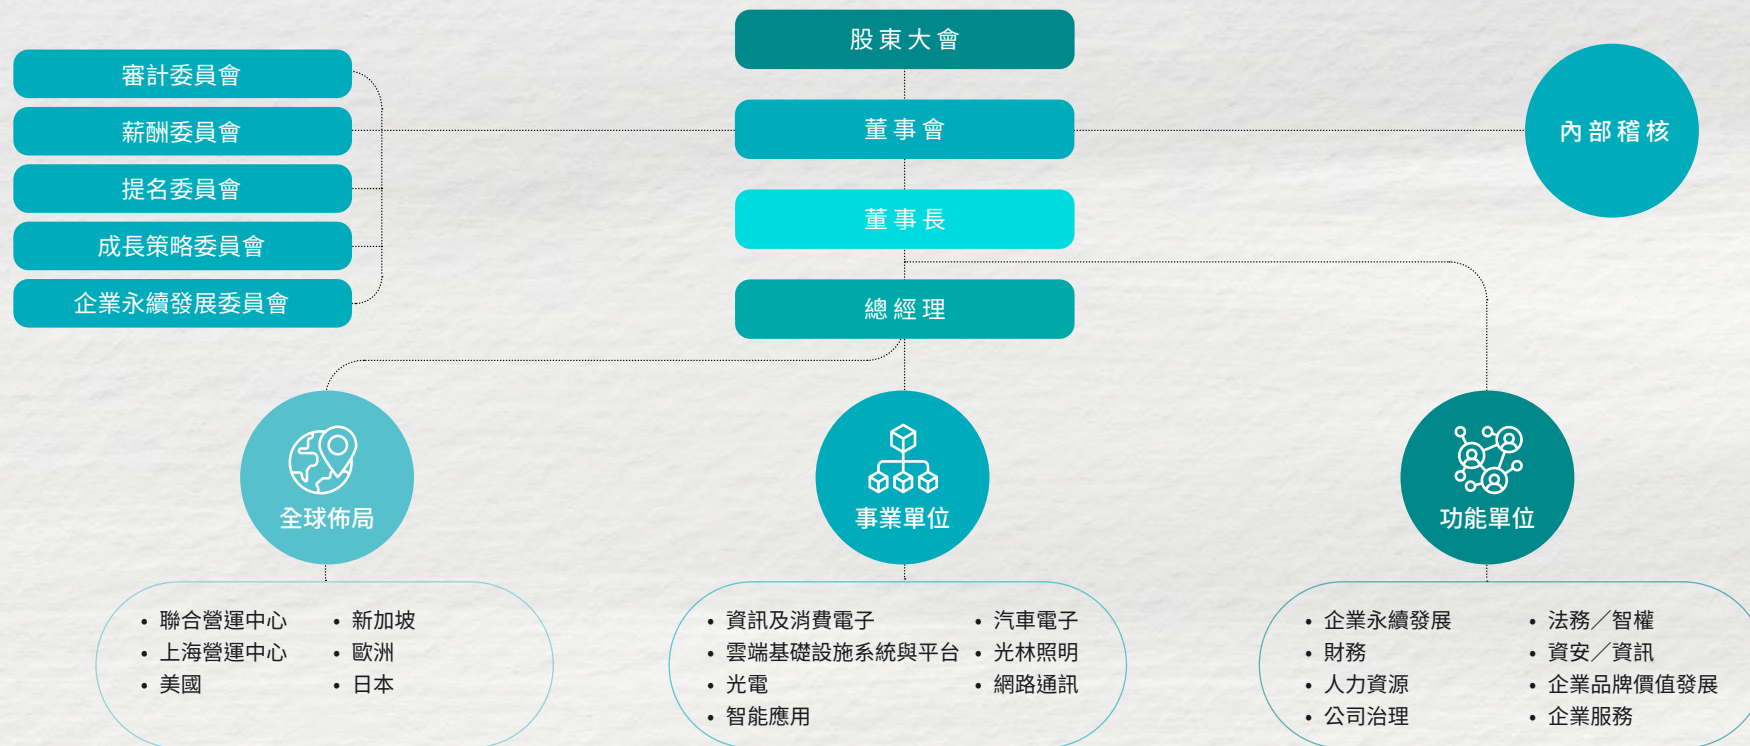 股東大會
董事會
董事長
總經理
審計委員會
薪酬委員會
提名委員會
成長策略委員會
企業永續發展委員會
內部稽核
全球佈局
• 聯合營運中心
• 上海營運中心
• 美國
• 新加坡
• 歐洲
• 日本
事業單位
• 資訊及消費電子
• 雲端基礎設施系統與平台
• 光電
• 智能應用
• 汽車電子
• 光林照明
• 網路通訊
功能單位
• 企業永續發展
• 財務
• 人力資源
• 公司治理
• 法務／智權
• 資安／資訊
• 企業品牌價值發展
• 企業服務